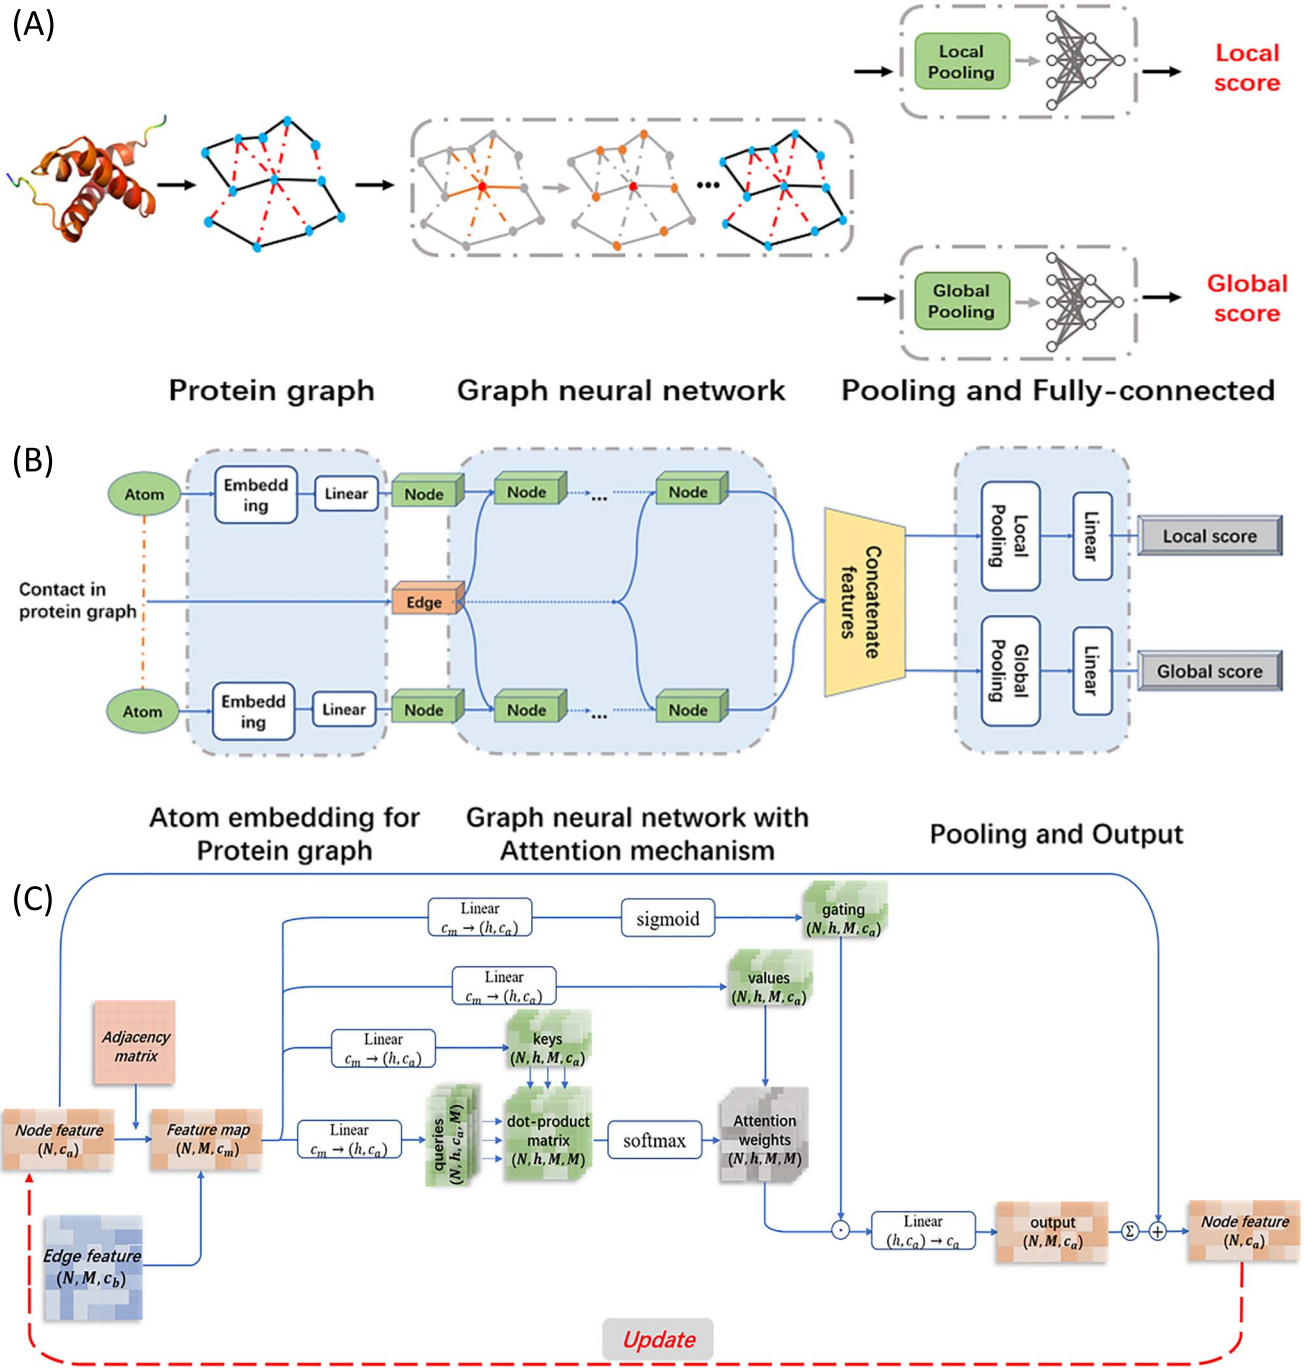 (A)
Local
Pooling
Local
score
Global
Pooling
Global
score
Protein graph
Graph neural network
Pooling and Fully-connected
(B)
Atom
Embedd
ing
Linear
Node
Node
...
Node
Contact in
protein graph
Edge
Atom
Embedd
ing
Linear
Node
Node
...
Node
Concatenate
features
Local
Pooling
Linear
Local score
Global
Pooling
Linear
Global score
Atom embedding for
Protein graph
Graph neural network with
Attention mechanism
Pooling and Output
(C)
Linear
c_m → (h, c_a)
sigmoid
gating
(N, h, M, c_a)
Linear
c_m → (h, c_a)
values
(N, h, M, c_a)
Adjacency
matrix
Linear
c_m → (h, c_a)
keys
(N, h, M, c_a)
Node feature
(N, c_a)
Feature map
(N, M, c_m)
Linear
c_m → (h, c_a)
queries
(N, h, c_a, M)
dot-product
matrix
(N, h, M, M)
softmax
Attention
weights
(N, h, M, M)
Edge feature
(N, M, c_b)
·
Linear
(h, c_a) → c_a
output
(N, M, c_a)
Σ
+
Node feature
(N, c_a)
Update